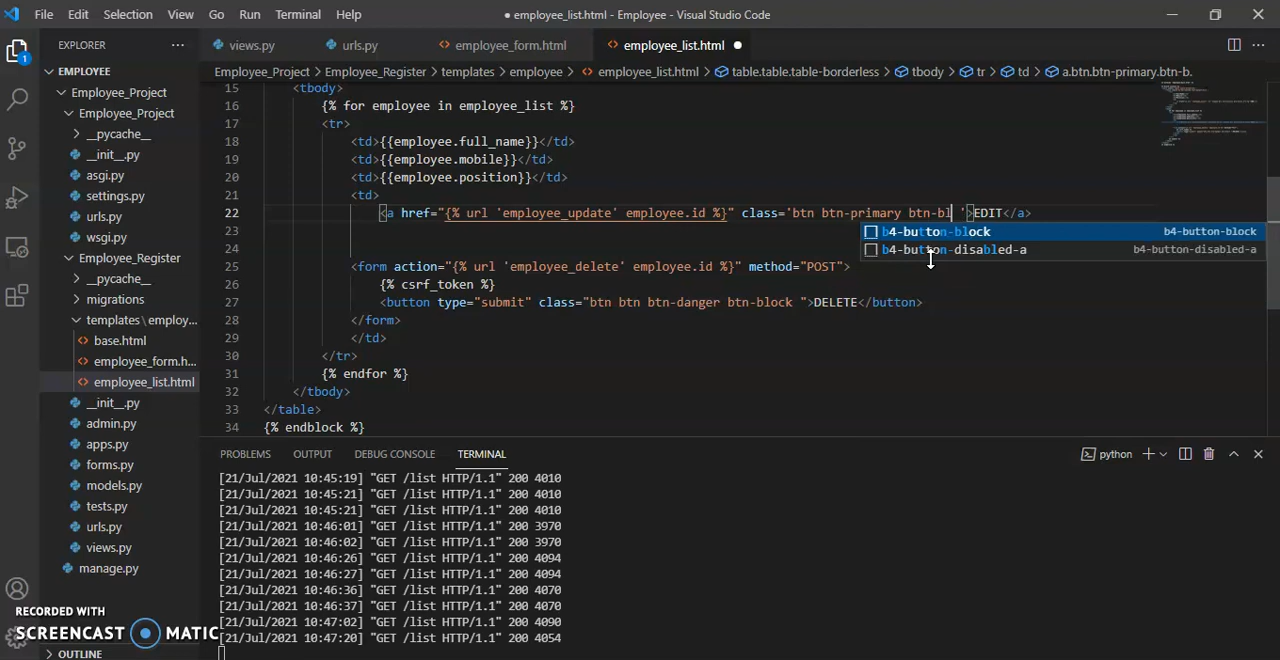 File Edit Selection View Go Run Terminal Help ● employee_list.html - Employee - Visual Studio Code
EXPLORER ···
views.py urls.py employee_form.html employee_list.html ●
1
EMPLOYEE
Employee_Project > Employee_Register > templates > employee > employee_list.html > table.table.table-borderless > tbody > tr > td > a.btn.btn-primary.btn-b.
Employee_Project
Employee_Project
__pycache__
__init__.py
asgi.py
settings.py
urls.py
wsgi.py
Employee_Register
__pycache__
migrations
templates\employ...
base.html
employee_form.h...
employee_list.html
__init__.py
admin.py
apps.py
forms.py
models.py
tests.py
urls.py
views.py
manage.py
OUTLINE
15 <tbody>
16 {% for employee in employee_list %}
17 <tr>
18 <td>{{employee.full_name}}</td>
19 <td>{{employee.mobile}}</td>
20 <td>{{employee.position}}</td>
21 <td>
22 <a href="{% url 'employee_update' employee.id %}" class='btn btn-primary btn-bl '>EDIT</a>
23
b4-button-block b4-button-block
24
b4-button-disabled-a b4-button-disabled-a
25 <form action="{% url 'employee_delete' employee.id %}" method="POST">
26 {% csrf_token %}
27 <button type="submit" class="btn btn btn-danger btn-block ">DELETE</button>
28 </form>
29 </td>
30 </tr>
31 {% endfor %}
32 </tbody>
33 </table>
34 {% endblock %}
PROBLEMS OUTPUT DEBUG CONSOLE TERMINAL python
[21/Jul/2021 10:45:19] "GET /list HTTP/1.1" 200 4010
[21/Jul/2021 10:45:21] "GET /list HTTP/1.1" 200 4010
[21/Jul/2021 10:45:21] "GET /list HTTP/1.1" 200 4010
[21/Jul/2021 10:46:01] "GET /list HTTP/1.1" 200 3970
[21/Jul/2021 10:46:02] "GET /list HTTP/1.1" 200 3970
[21/Jul/2021 10:46:26] "GET /list HTTP/1.1" 200 4094
[21/Jul/2021 10:46:27] "GET /list HTTP/1.1" 200 4094
[21/Jul/2021 10:46:36] "GET /list HTTP/1.1" 200 4070
[21/Jul/2021 10:46:37] "GET /list HTTP/1.1" 200 4070
[21/Jul/2021 10:47:02] "GET /list HTTP/1.1" 200 4090
[21/Jul/2021 10:47:20] "GET /list HTTP/1.1" 200 4054
RECORDED WITH
SCREENCAST MATIC